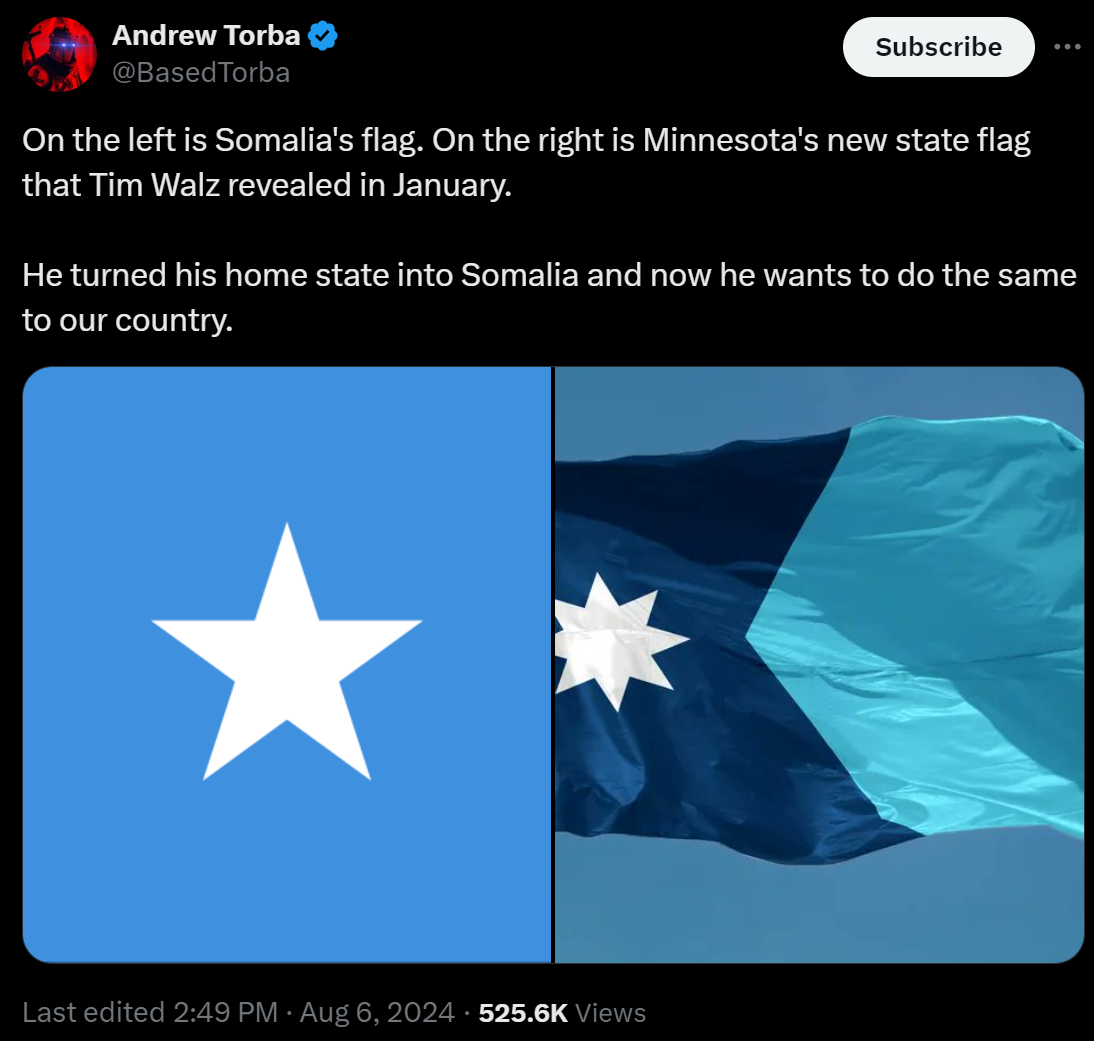 Andrew Torba
@BasedTorba
Subscribe
On the left is Somalia's flag. On the right is Minnesota's new state flag
that Tim Walz revealed in January.
He turned his home state into Somalia and now he wants to do the same
to our country.
Last edited 2:49 PM · Aug 6, 2024 · 525.6K Views